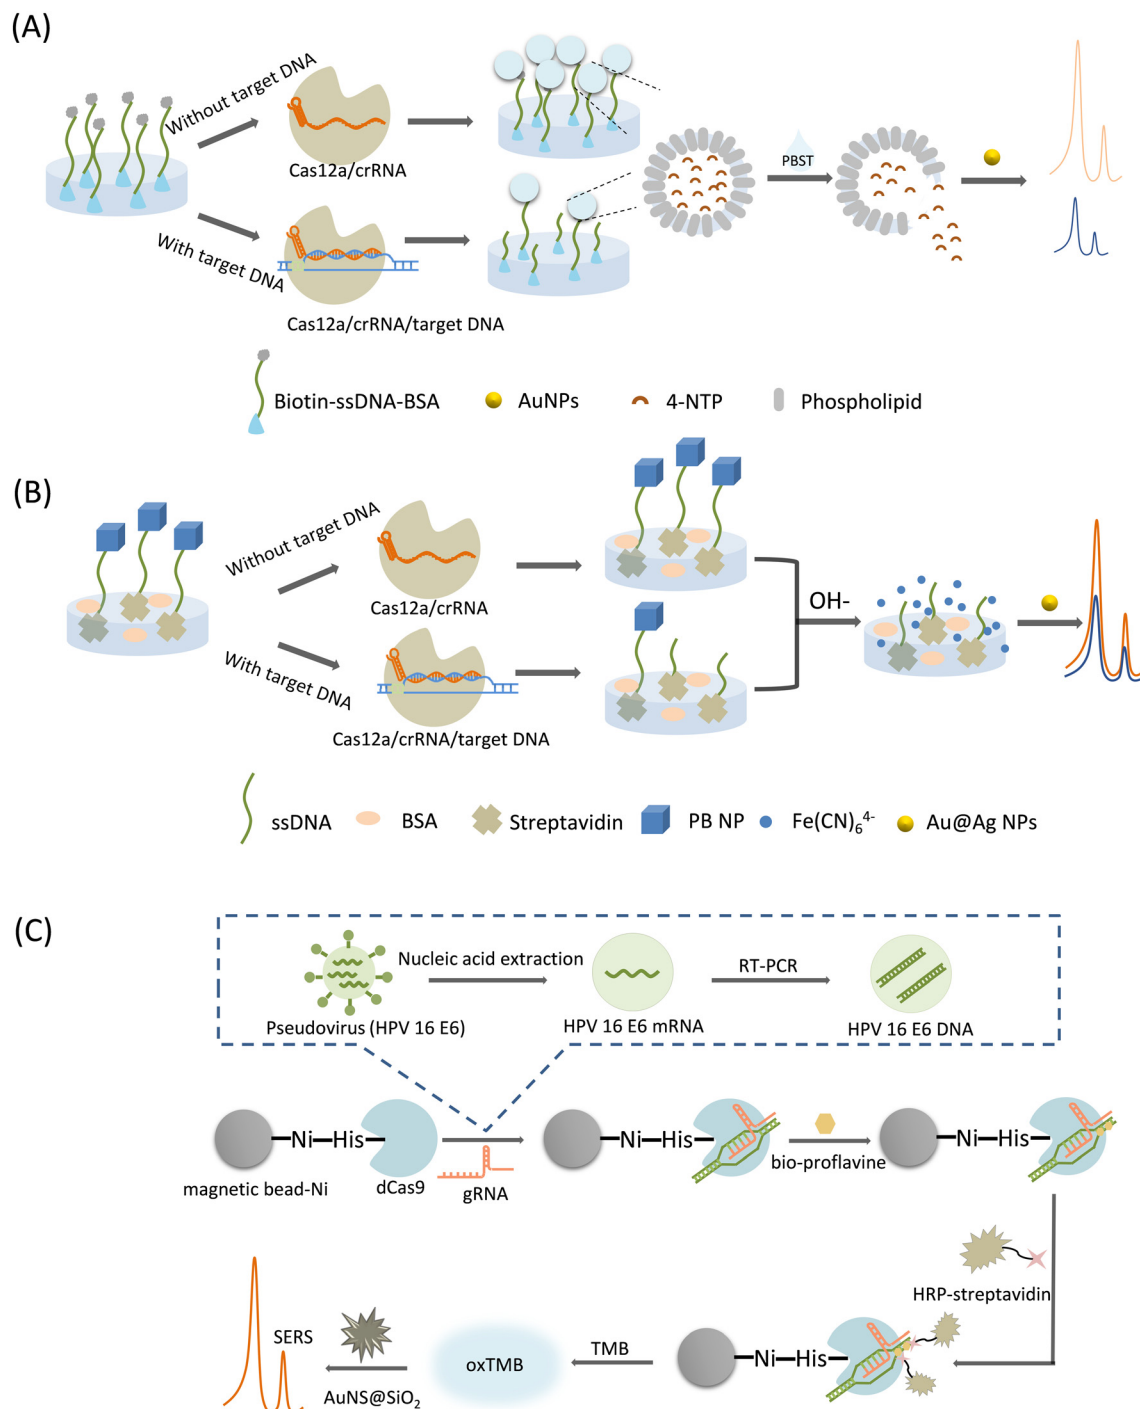 (A)
Without target DNA
Cas12a/crRNA
PBST
With target DNA
Cas12a/crRNA/target DNA
Biotin-ssDNA-BSA
AuNPs
4-NTP
Phospholipid
(B)
Without target DNA
Cas12a/crRNA
OH-
With target DNA
Cas12a/crRNA/target DNA
ssDNA
BSA
Streptavidin
PB NP
Fe(CN)₆⁴⁻
Au@Ag NPs
(C)
Nucleic acid extraction
RT-PCR
Pseudovirus (HPV 16 E6)
HPV 16 E6 mRNA
HPV 16 E6 DNA
Ni—His
Ni—His
Ni—His
magnetic bead-Ni
dCas9
gRNA
bio-proflavine
HRP-streptavidin
SERS
AuNS@SiO₂
oxTMB
TMB
Ni—His